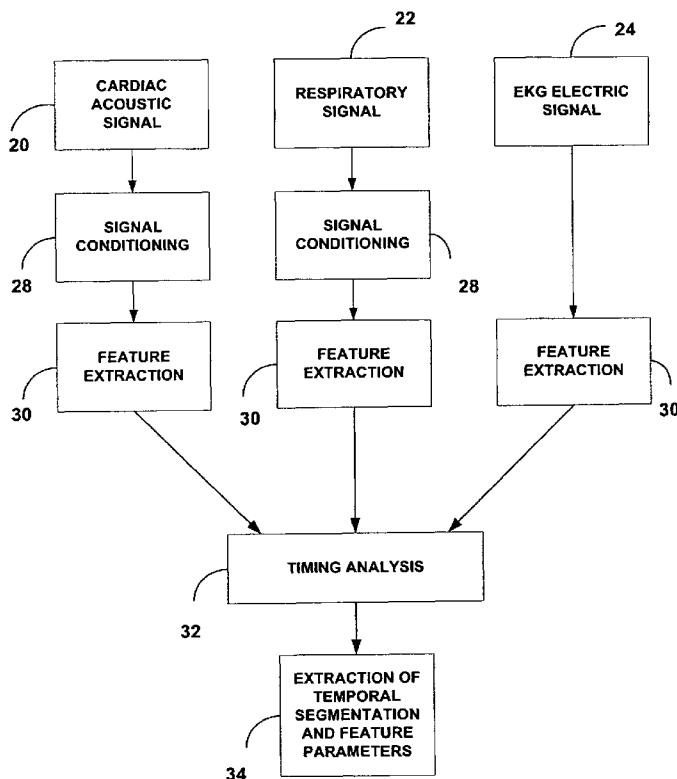 22
24
CARDIAC
ACOUSTIC
SIGNAL
RESPIRATORY
SIGNAL
EKG ELECTRIC
SIGNAL
20
SIGNAL
CONDITIONING
SIGNAL
CONDITIONING
28
28
FEATURE
EXTRACTION
FEATURE
EXTRACTION
FEATURE
EXTRACTION
30
30
30
TIMING ANALYSIS
32
EXTRACTION OF
TEMPORAL
SEGMENTATION
AND FEATURE
PARAMETERS
34